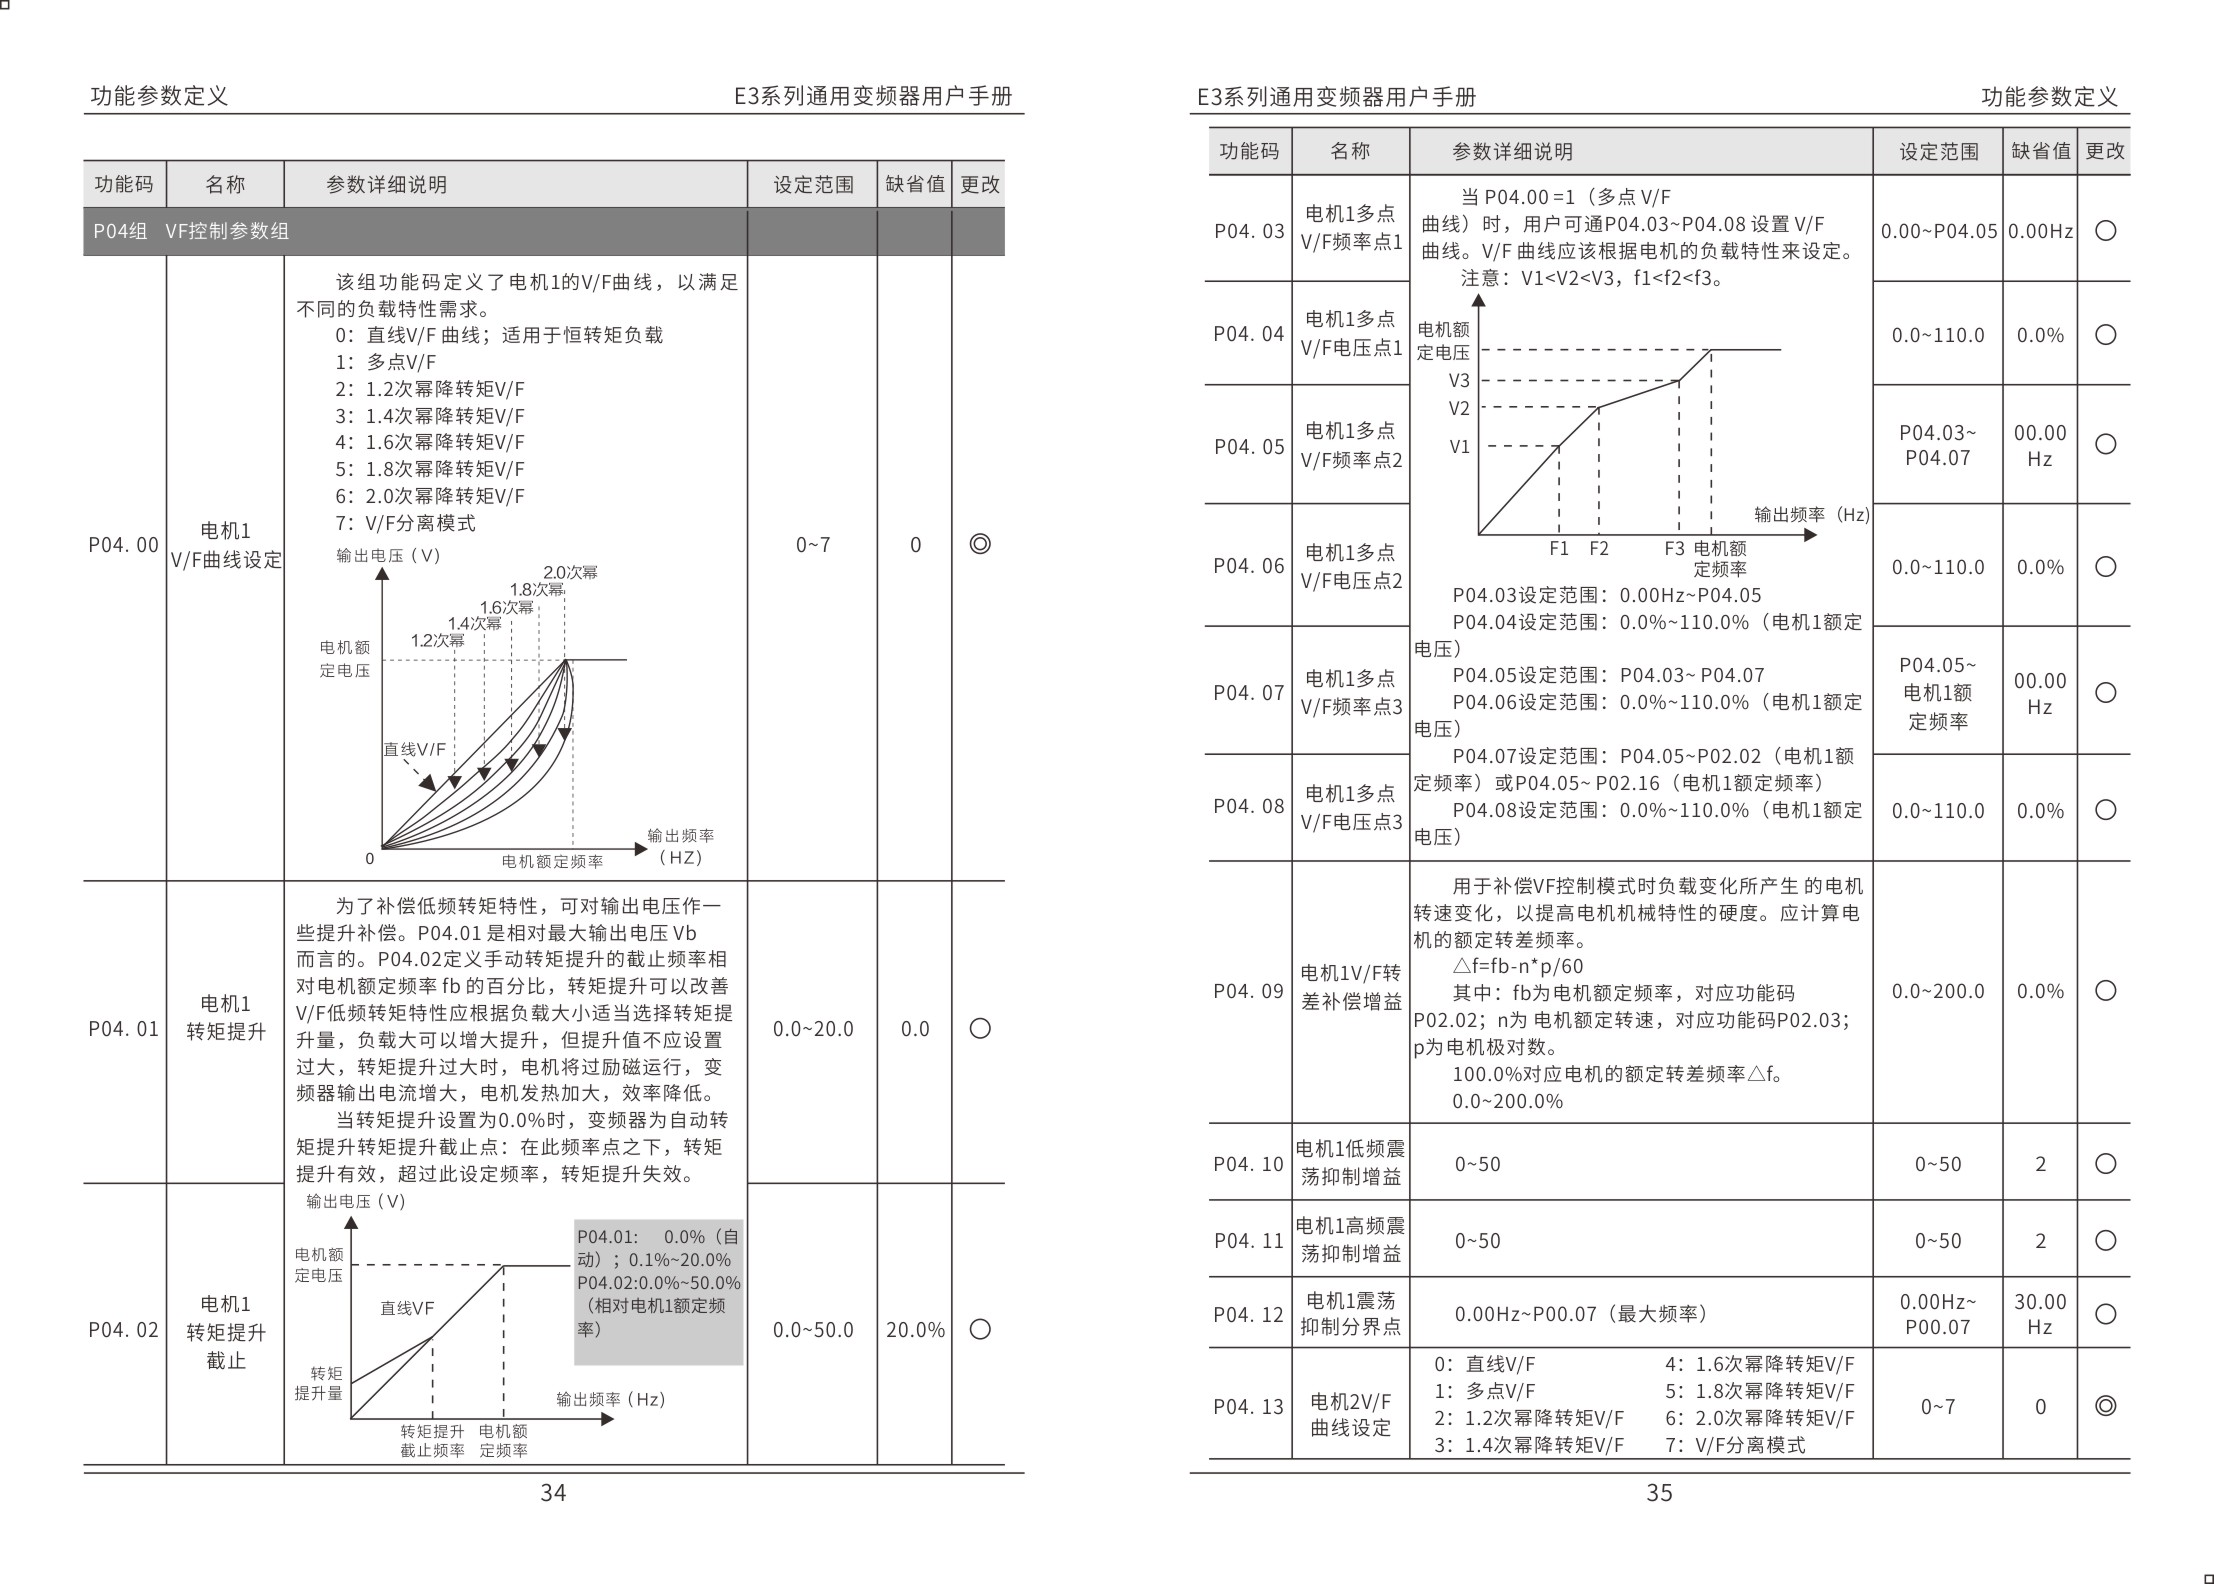 功能参数定义
E3系列通用变频器用户手册
功能码 名称 参数详细说明 设定范围 缺省值 更改
P04组 VF控制参数组
P04. 00
电机1
V/F曲线设定
该组功能码定义了电机1的V/F曲线，以满足
不同的负载特性需求。
0：直线V/F 曲线；适用于恒转矩负载
1：多点V/F
2：1.2次幂降转矩V/F
3：1.4次幂降转矩V/F
4：1.6次幂降转矩V/F
5：1.8次幂降转矩V/F
6：2.0次幂降转矩V/F
7：V/F分离模式
输出电压（V）
2.0次幂
1.8次幂
1.6次幂
1.4次幂
1.2次幂
电机额
定电压
直线V/F
0
电机额定频率
输出频率
（HZ）
0~7
0
◎
P04. 01
电机1
转矩提升
为了补偿低频转矩特性，可对输出电压作一
些提升补偿。P04.01 是相对最大输出电压 Vb
而言的。P04.02定义手动转矩提升的截止频率相
对电机额定频率 fb 的百分比，转矩提升可以改善
V/F低频转矩特性应根据负载大小适当选择转矩提
升量，负载大可以增大提升，但提升值不应设置
过大，转矩提升过大时，电机将过励磁运行，变
频器输出电流增大，电机发热加大，效率降低。
当转矩提升设置为0.0%时，变频器为自动转
矩提升转矩提升截止点：在此频率点之下，转矩
提升有效，超过此设定频率，转矩提升失效。
0.0~20.0
0.0
○
P04. 02
电机1
转矩提升
截止
输出电压（V）
电机额
定电压
直线VF
转矩
提升量
转矩提升
截止频率
电机额
定频率
输出频率（Hz）
P04.01: 0.0%（自
动）；0.1%~20.0%
P04.02:0.0%~50.0%
（相对电机1额定频
率）
0.0~50.0
20.0%
○
34
E3系列通用变频器用户手册
功能参数定义
功能码 名称 参数详细说明 设定范围 缺省值 更改
P04. 03
电机1多点
V/F频率点1
当 P04.00 =1（多点 V/F
曲线）时，用户可通P04.03~P04.08 设置 V/F
曲线。V/F 曲线应该根据电机的负载特性来设定。
注意：V1<V2<V3，f1<f2<f3。
0.00~P04.05
0.00Hz
○
P04. 04
电机1多点
V/F电压点1
0.0~110.0
0.0%
○
P04. 05
电机1多点
V/F频率点2
P04.03~
P04.07
00.00
Hz
○
P04. 06
电机1多点
V/F电压点2
0.0~110.0
0.0%
○
P04. 07
电机1多点
V/F频率点3
P04.05~
电机1额
定频率
00.00
Hz
○
P04. 08
电机1多点
V/F电压点3
0.0~110.0
0.0%
○
电机额
定电压
V3
V2
V1
F1 F2 F3 电机额
定频率
输出频率（Hz)
P04.03设定范围：0.00Hz~P04.05
P04.04设定范围：0.0%~110.0%（电机1额定
电压）
P04.05设定范围：P04.03~ P04.07
P04.06设定范围：0.0%~110.0%（电机1额定
电压）
P04.07设定范围：P04.05~P02.02（电机1额
定频率）或P04.05~ P02.16（电机1额定频率）
P04.08设定范围：0.0%~110.0%（电机1额定
电压）
P04. 09
电机1V/F转
差补偿增益
用于补偿VF控制模式时负载变化所产生 的电机
转速变化，以提高电机机械特性的硬度。应计算电
机的额定转差频率。
△f=fb-n*p/60
其中：fb为电机额定频率，对应功能码
P02.02；n为 电机额定转速，对应功能码P02.03；
p为电机极对数。
100.0%对应电机的额定转差频率△f。
0.0~200.0%
0.0~200.0
0.0%
○
P04. 10
电机1低频震
荡抑制增益
0~50
0~50
2
○
P04. 11
电机1高频震
荡抑制增益
0~50
0~50
2
○
P04. 12
电机1震荡
抑制分界点
0.00Hz~P00.07（最大频率）
0.00Hz~
P00.07
30.00
Hz
○
P04. 13
电机2V/F
曲线设定
0：直线V/F 4：1.6次幂降转矩V/F
1：多点V/F 5：1.8次幂降转矩V/F
2：1.2次幂降转矩V/F 6：2.0次幂降转矩V/F
3：1.4次幂降转矩V/F 7：V/F分离模式
0~7
0
◎
35